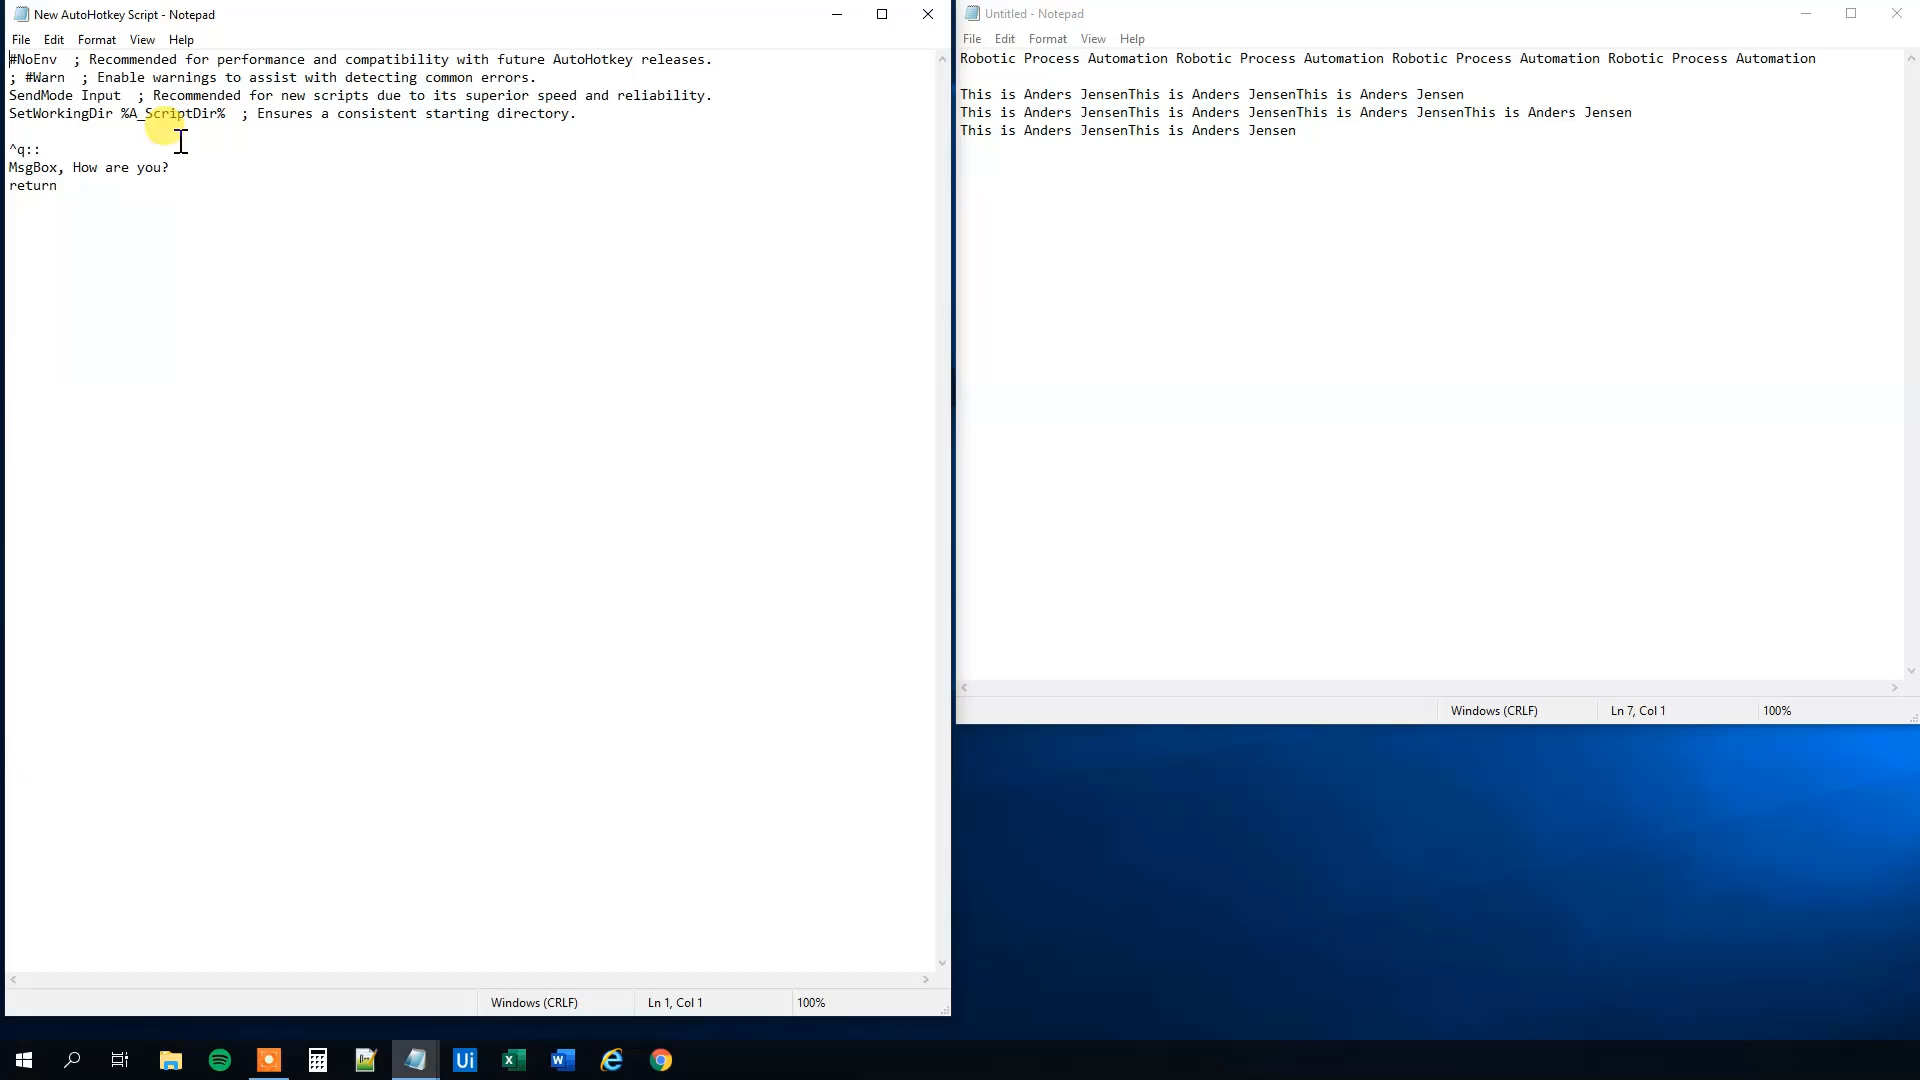 New AutoHotkey Script - Notepad
File Edit Format View Help
#NoEnv  ; Recommended for performance and compatibility with future AutoHotkey releases.
; #Warn  ; Enable warnings to assist with detecting common errors.
SendMode Input  ; Recommended for new scripts due to its superior speed and reliability.
SetWorkingDir %A_ScriptDir%  ; Ensures a consistent starting directory.
^q::
MsgBox, How are you?
return
Windows (CRLF) Ln 1, Col 1 100%
Untitled - Notepad
File Edit Format View Help
Robotic Process Automation Robotic Process Automation Robotic Process Automation Robotic Process Automation
This is Anders JensenThis is Anders JensenThis is Anders Jensen
This is Anders JensenThis is Anders JensenThis is Anders JensenThis is Anders Jensen
This is Anders JensenThis is Anders Jensen
Windows (CRLF) Ln 7, Col 1 100%
Ui